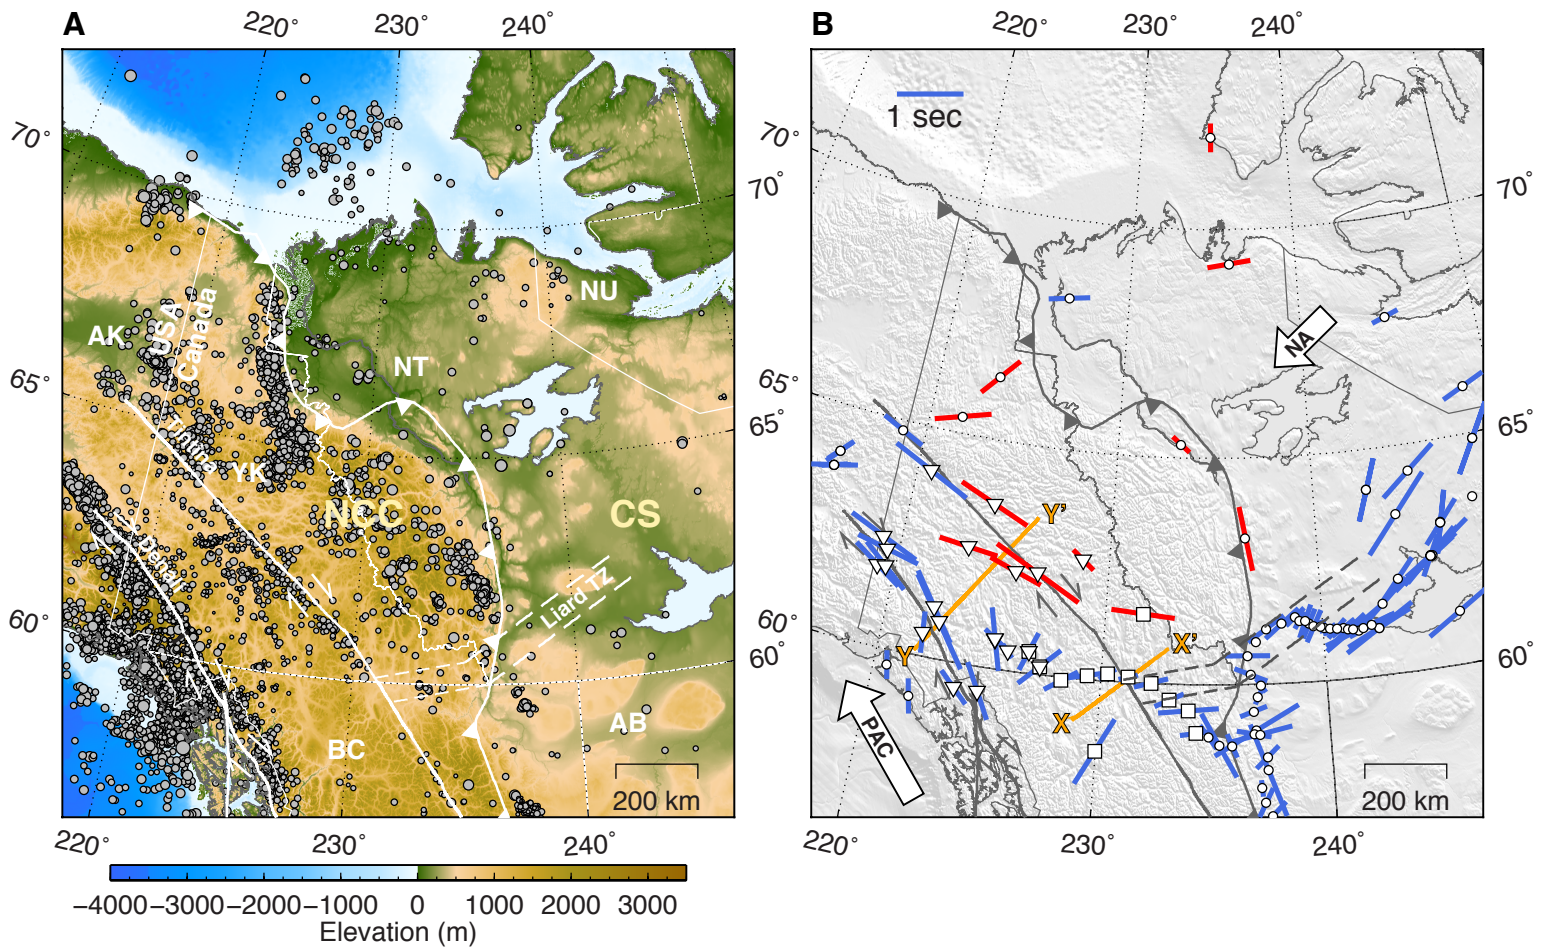 A
220°
230°
240°
70°
70°
65°
65°
60°
60°
AK
USA
Canada
NT
NU
Tintina
YK
NCC
CS
Denali
Liard TZ
BC
AB
200 km
220°
230°
240°
−4000
−3000
−2000
−1000
0
1000
2000
3000
Elevation (m)
B
220°
230°
240°
1 sec
70°
70°
NA
65°
65°
Y'
Y
X'
X
60°
60°
PAC
200 km
220°
230°
240°